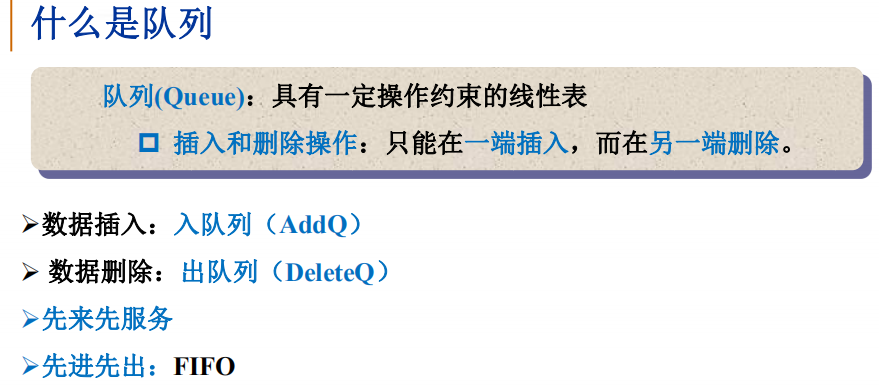 什么是队列
队列(Queue)：具有一定操作约束的线性表
插入和删除操作：只能在一端插入，而在另一端删除。
数据插入：入队列（AddQ）
数据删除：出队列（DeleteQ）
先来先服务
先进先出：FIFO